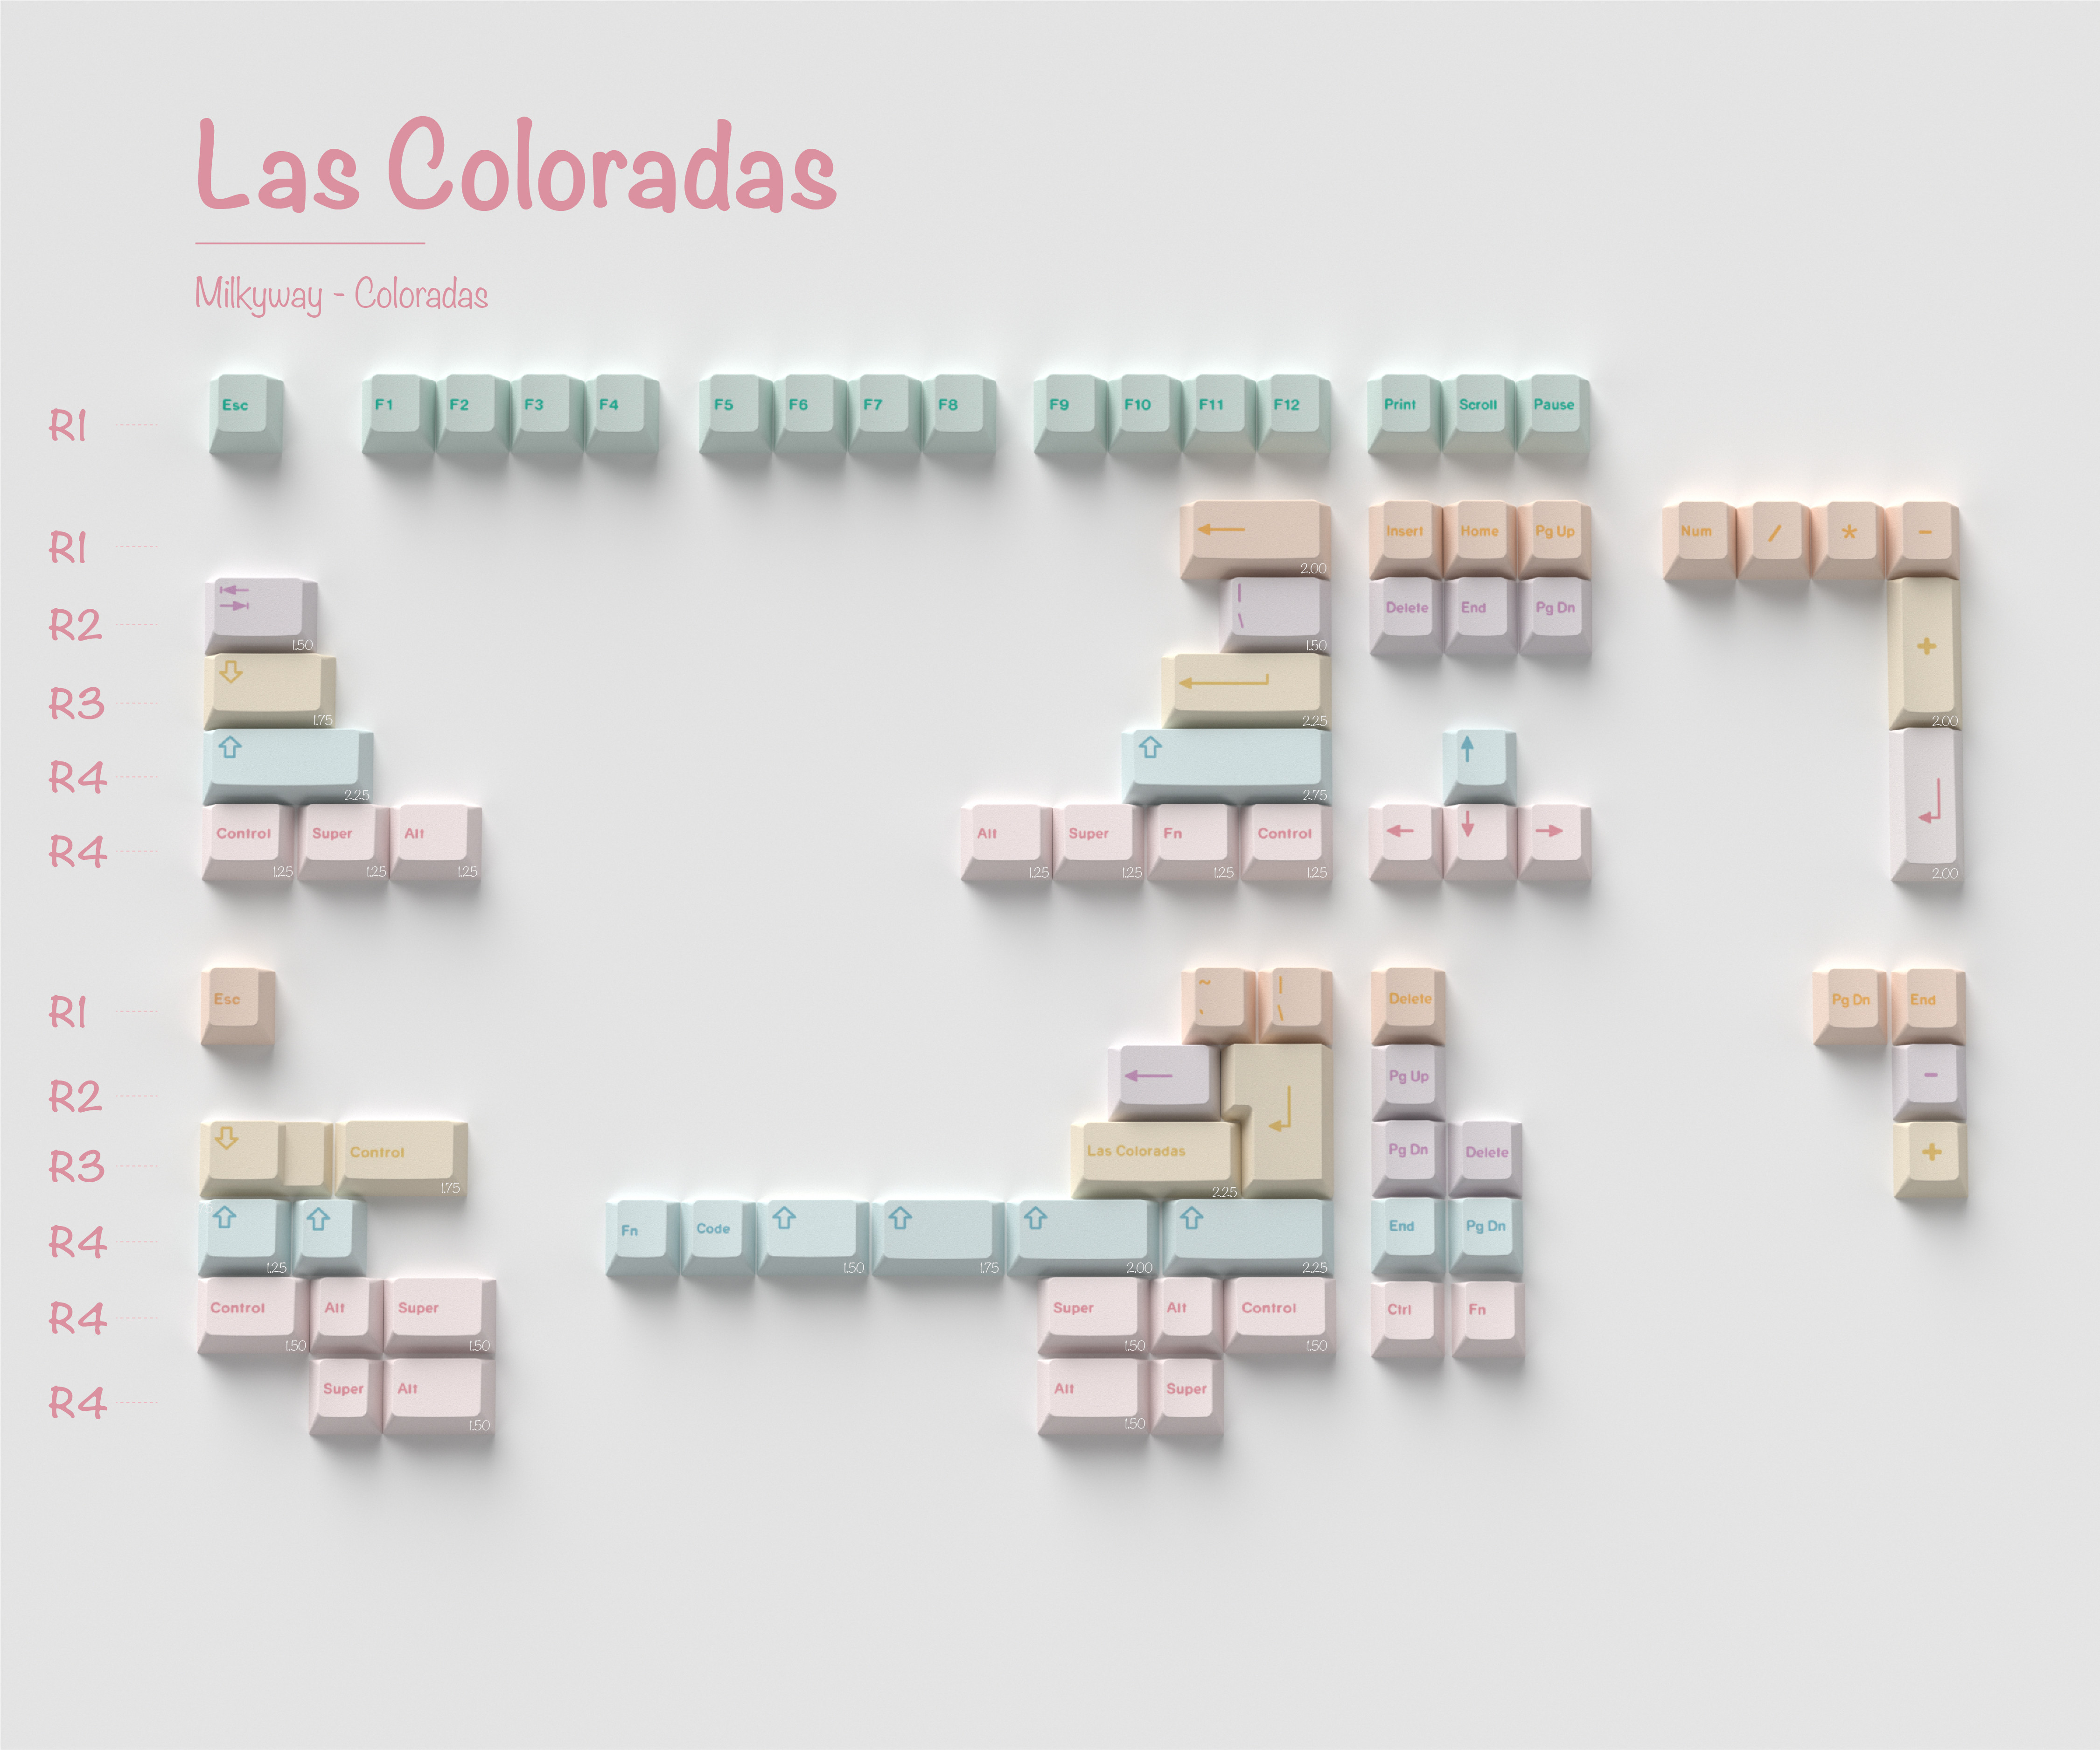 Las Coloradas
Milkyway - Coloradas
R1 Esc F1 F2 F3 F4 F5 F6 F7 F8 F9 F10 F11 F12 Print Scroll Pause
R1 ← 2.00 Insert Home Pg Up Num / * -
R2 1.50 | \ 1.50 Delete End Pg Dn +
R3 1.75 2.25 2.00
R4 2.25 2.75 ↑
R4 Control 1.25 Super 1.25 Alt 1.25 Alt 1.25 Super 1.25 Fn 1.25 Control 1.25 ← ↓ → 2.00
R1 Esc ~ ` | \ Delete Pg Dn End
R2 ← Pg Up -
R3 Control 1.75 Las Coloradas 2.25 Pg Dn Delete +
R4 1.25 Fn Code 1.50 1.75 2.00 2.25 End Pg Dn
R4 Control 1.50 Alt Super 1.50 Super 1.50 Alt Control 1.50 Ctrl Fn
R4 Super Alt 1.50 Alt 1.50 Super